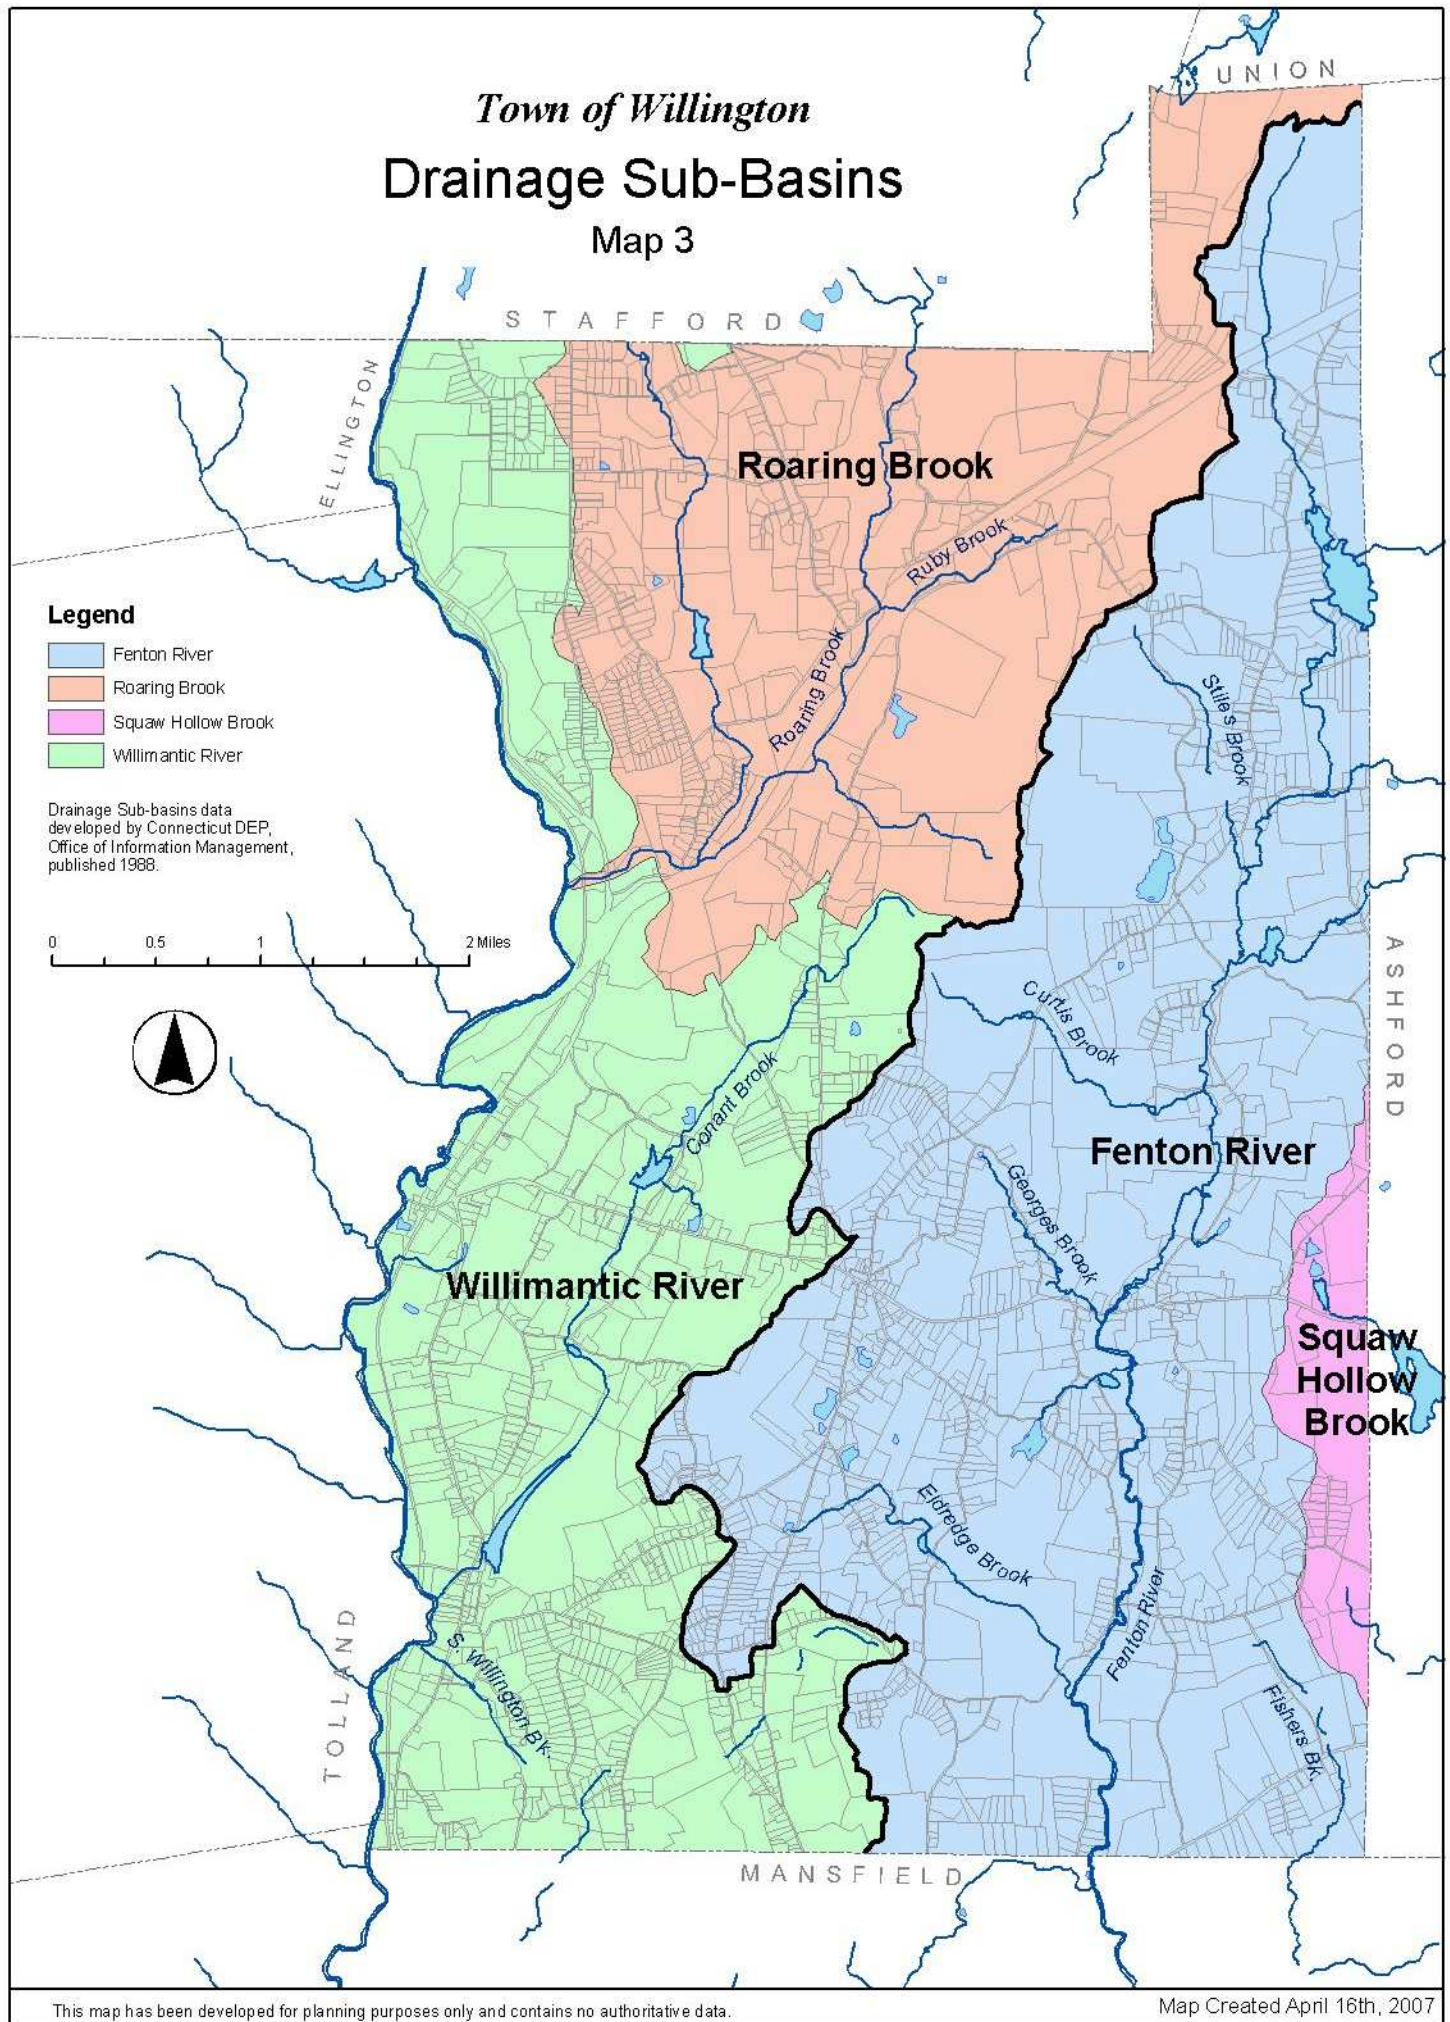 Town of Willington
Drainage Sub-Basins
Map 3
UNION
STAFFORD
ELLINGTON
Roaring Brook
Ruby Brook
Roaring Brook
Legend
Fenton River
Roaring Brook
Squaw Hollow Brook
Willimantic River
Drainage Sub-basins data
developed by Connecticut DEP,
Office of Information Management,
published 1988.
0 0.5 1 2 Miles
Stiles Brook
ASHFORD
Curtis Brook
Conant Brook
Fenton River
Georges Brook
Willimantic River
Squaw
Hollow
Brook
Eldredge Brook
Fenton River
TOLLAND
S. Willington Bk.
Fishers Bk.
MANSFIELD
This map has been developed for planning purposes only and contains no authoritative data.
Map Created April 16th, 2007